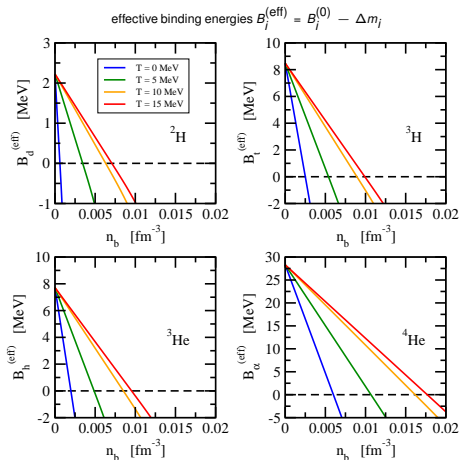 effective binding energies B_i^(eff) = B_i^(0) − Δm_i
T = 0 MeV
T = 5 MeV
T = 10 MeV
T = 15 MeV
²H
B_d^(eff) [MeV]
3
2
1
0
-1
0 0.005 0.01 0.015 0.02
n_b [fm⁻³]
³H
B_t^(eff) [MeV]
10
8
6
4
2
0
-2
0 0.005 0.01 0.015 0.02
n_b [fm⁻³]
³He
B_h^(eff) [MeV]
10
8
6
4
2
0
-2
0 0.005 0.01 0.015 0.02
n_b [fm⁻³]
⁴He
B_α^(eff) [MeV]
30
25
20
15
10
5
0
-5
0 0.005 0.01 0.015 0.02
n_b [fm⁻³]